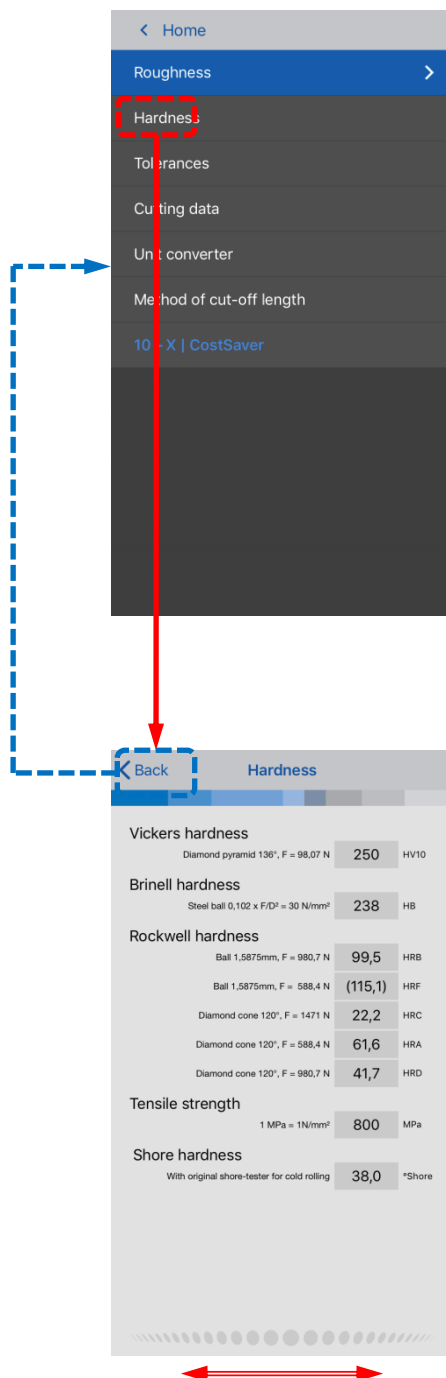 Home
Roughness
Hardness
Tolerances
Cutting data
Unit converter
Method of cut-off length
10 - X | CostSaver
Back Hardness
Vickers hardness
Diamond pyramid 136°, F = 98,07 N 250 HV10
Brinell hardness
Steel ball 0,102 x F/D² = 30 N/mm² 238 HB
Rockwell hardness
Ball 1,5875mm, F = 980,7 N 99,5 HRB
Ball 1,5875mm, F = 588,4 N (115,1) HRF
Diamond cone 120°, F = 1471 N 22,2 HRC
Diamond cone 120°, F = 588,4 N 61,6 HRA
Diamond cone 120°, F = 980,7 N 41,7 HRD
Tensile strength
1 MPa = 1N/mm² 800 MPa
Shore hardness
With original shore-tester for cold rolling 38,0 °Shore